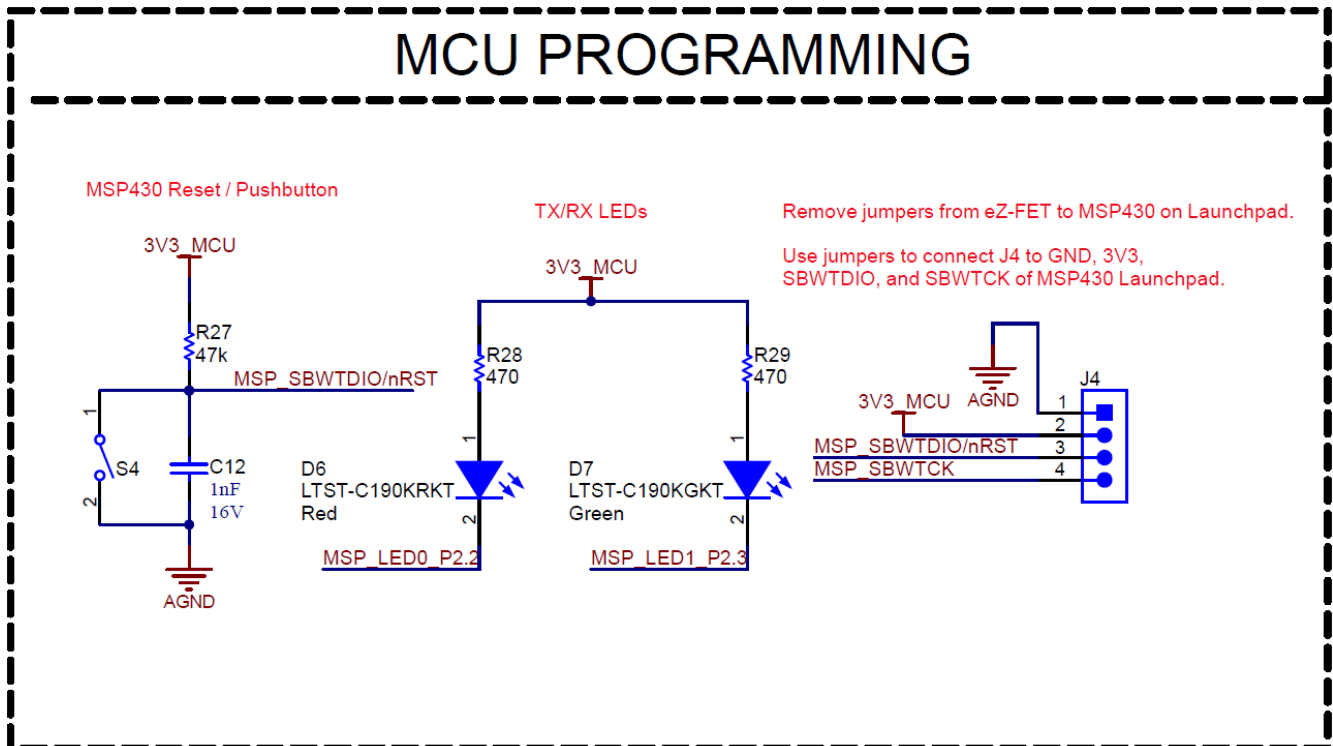 MCU PROGRAMMING
MSP430 Reset / Pushbutton
3V3_MCU
R27
47k
MSP_SBWTDIO/nRST
1
S4
2
C12
1nF
16V
AGND
TX/RX LEDs
3V3_MCU
R28
470
1
D6
LTST-C190KRKT
Red
2
MSP_LED0_P2.2
R29
470
1
D7
LTST-C190KGKT
Green
2
MSP_LED1_P2.3
Remove jumpers from eZ-FET to MSP430 on Launchpad.
Use jumpers to connect J4 to GND, 3V3,
SBWTDIO, and SBWTCK of MSP430 Launchpad.
AGND
J4
3V3_MCU
1
2
MSP_SBWTDIO/nRST
3
MSP_SBWTCK
4